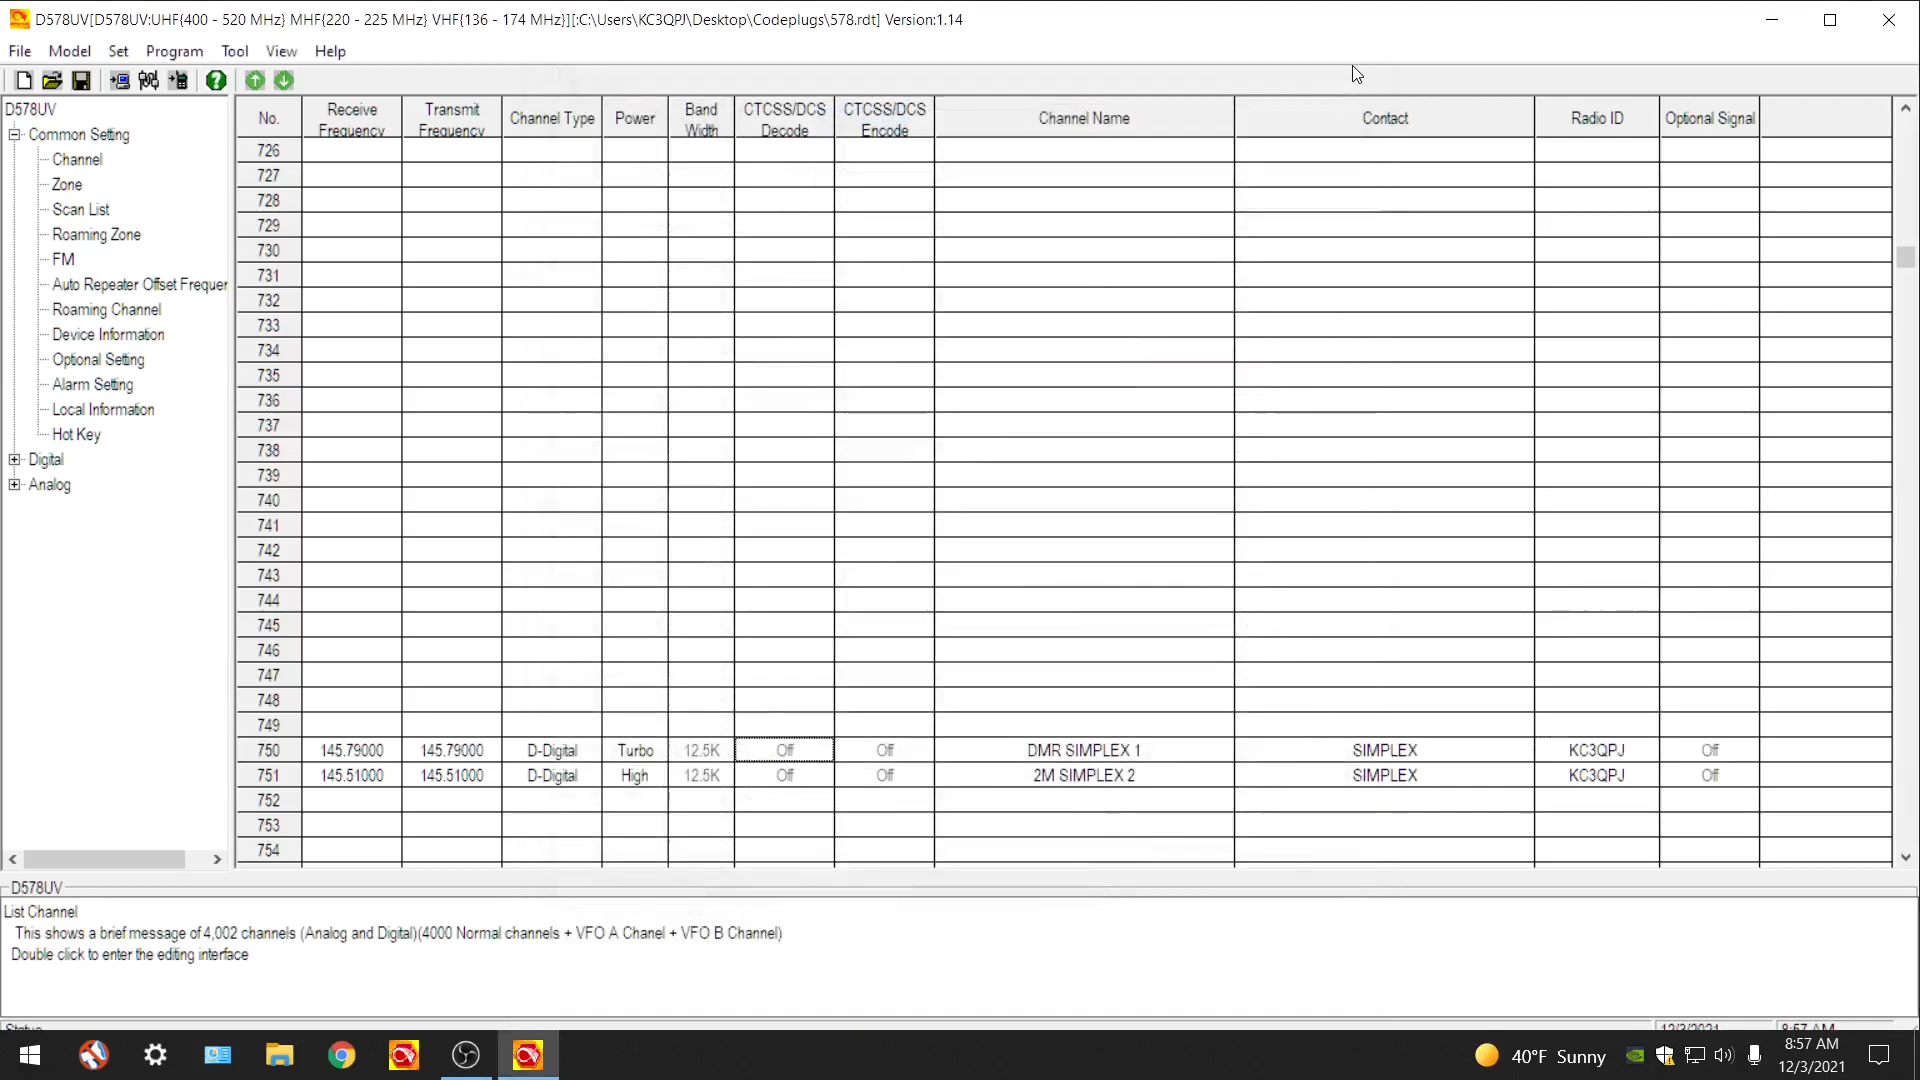 D578UV[D578UV:UHF{400 - 520 MHz} MHF{220 - 225 MHz} VHF{136 - 174 MHz}][:C:\Users\KC3QPJ\Desktop\Codeplugs\578.rdt] Version:1.14
File Model Set Program Tool View Help
D578UV
Common Setting
Channel
Zone
Scan List
Roaming Zone
FM
Auto Repeater Offset Frequer
Roaming Channel
Device Information
Optional Setting
Alarm Setting
Local Information
Hot Key
Digital
Analog
No. Receive Frequency Transmit Frequency Channel Type Power Band Width CTCSS/DCS Decode CTCSS/DCS Encode Channel Name Contact Radio ID Optional Signal
726
727
728
729
730
731
732
733
734
735
736
737
738
739
740
741
742
743
744
745
746
747
748
749
750 145.79000 145.79000 D-Digital Turbo 12.5K Off Off DMR SIMPLEX 1 SIMPLEX KC3QPJ Off
751 145.51000 145.51000 D-Digital High 12.5K Off Off 2M SIMPLEX 2 SIMPLEX KC3QPJ Off
752
753
754
D578UV
List Channel
This shows a brief message of 4,002 channels (Analog and Digital)(4000 Normal channels + VFO A Chanel + VFO B Channel)
Double click to enter the editing interface
Status 12/3/2021 8:57 AM
40°F Sunny
8:57 AM
12/3/2021